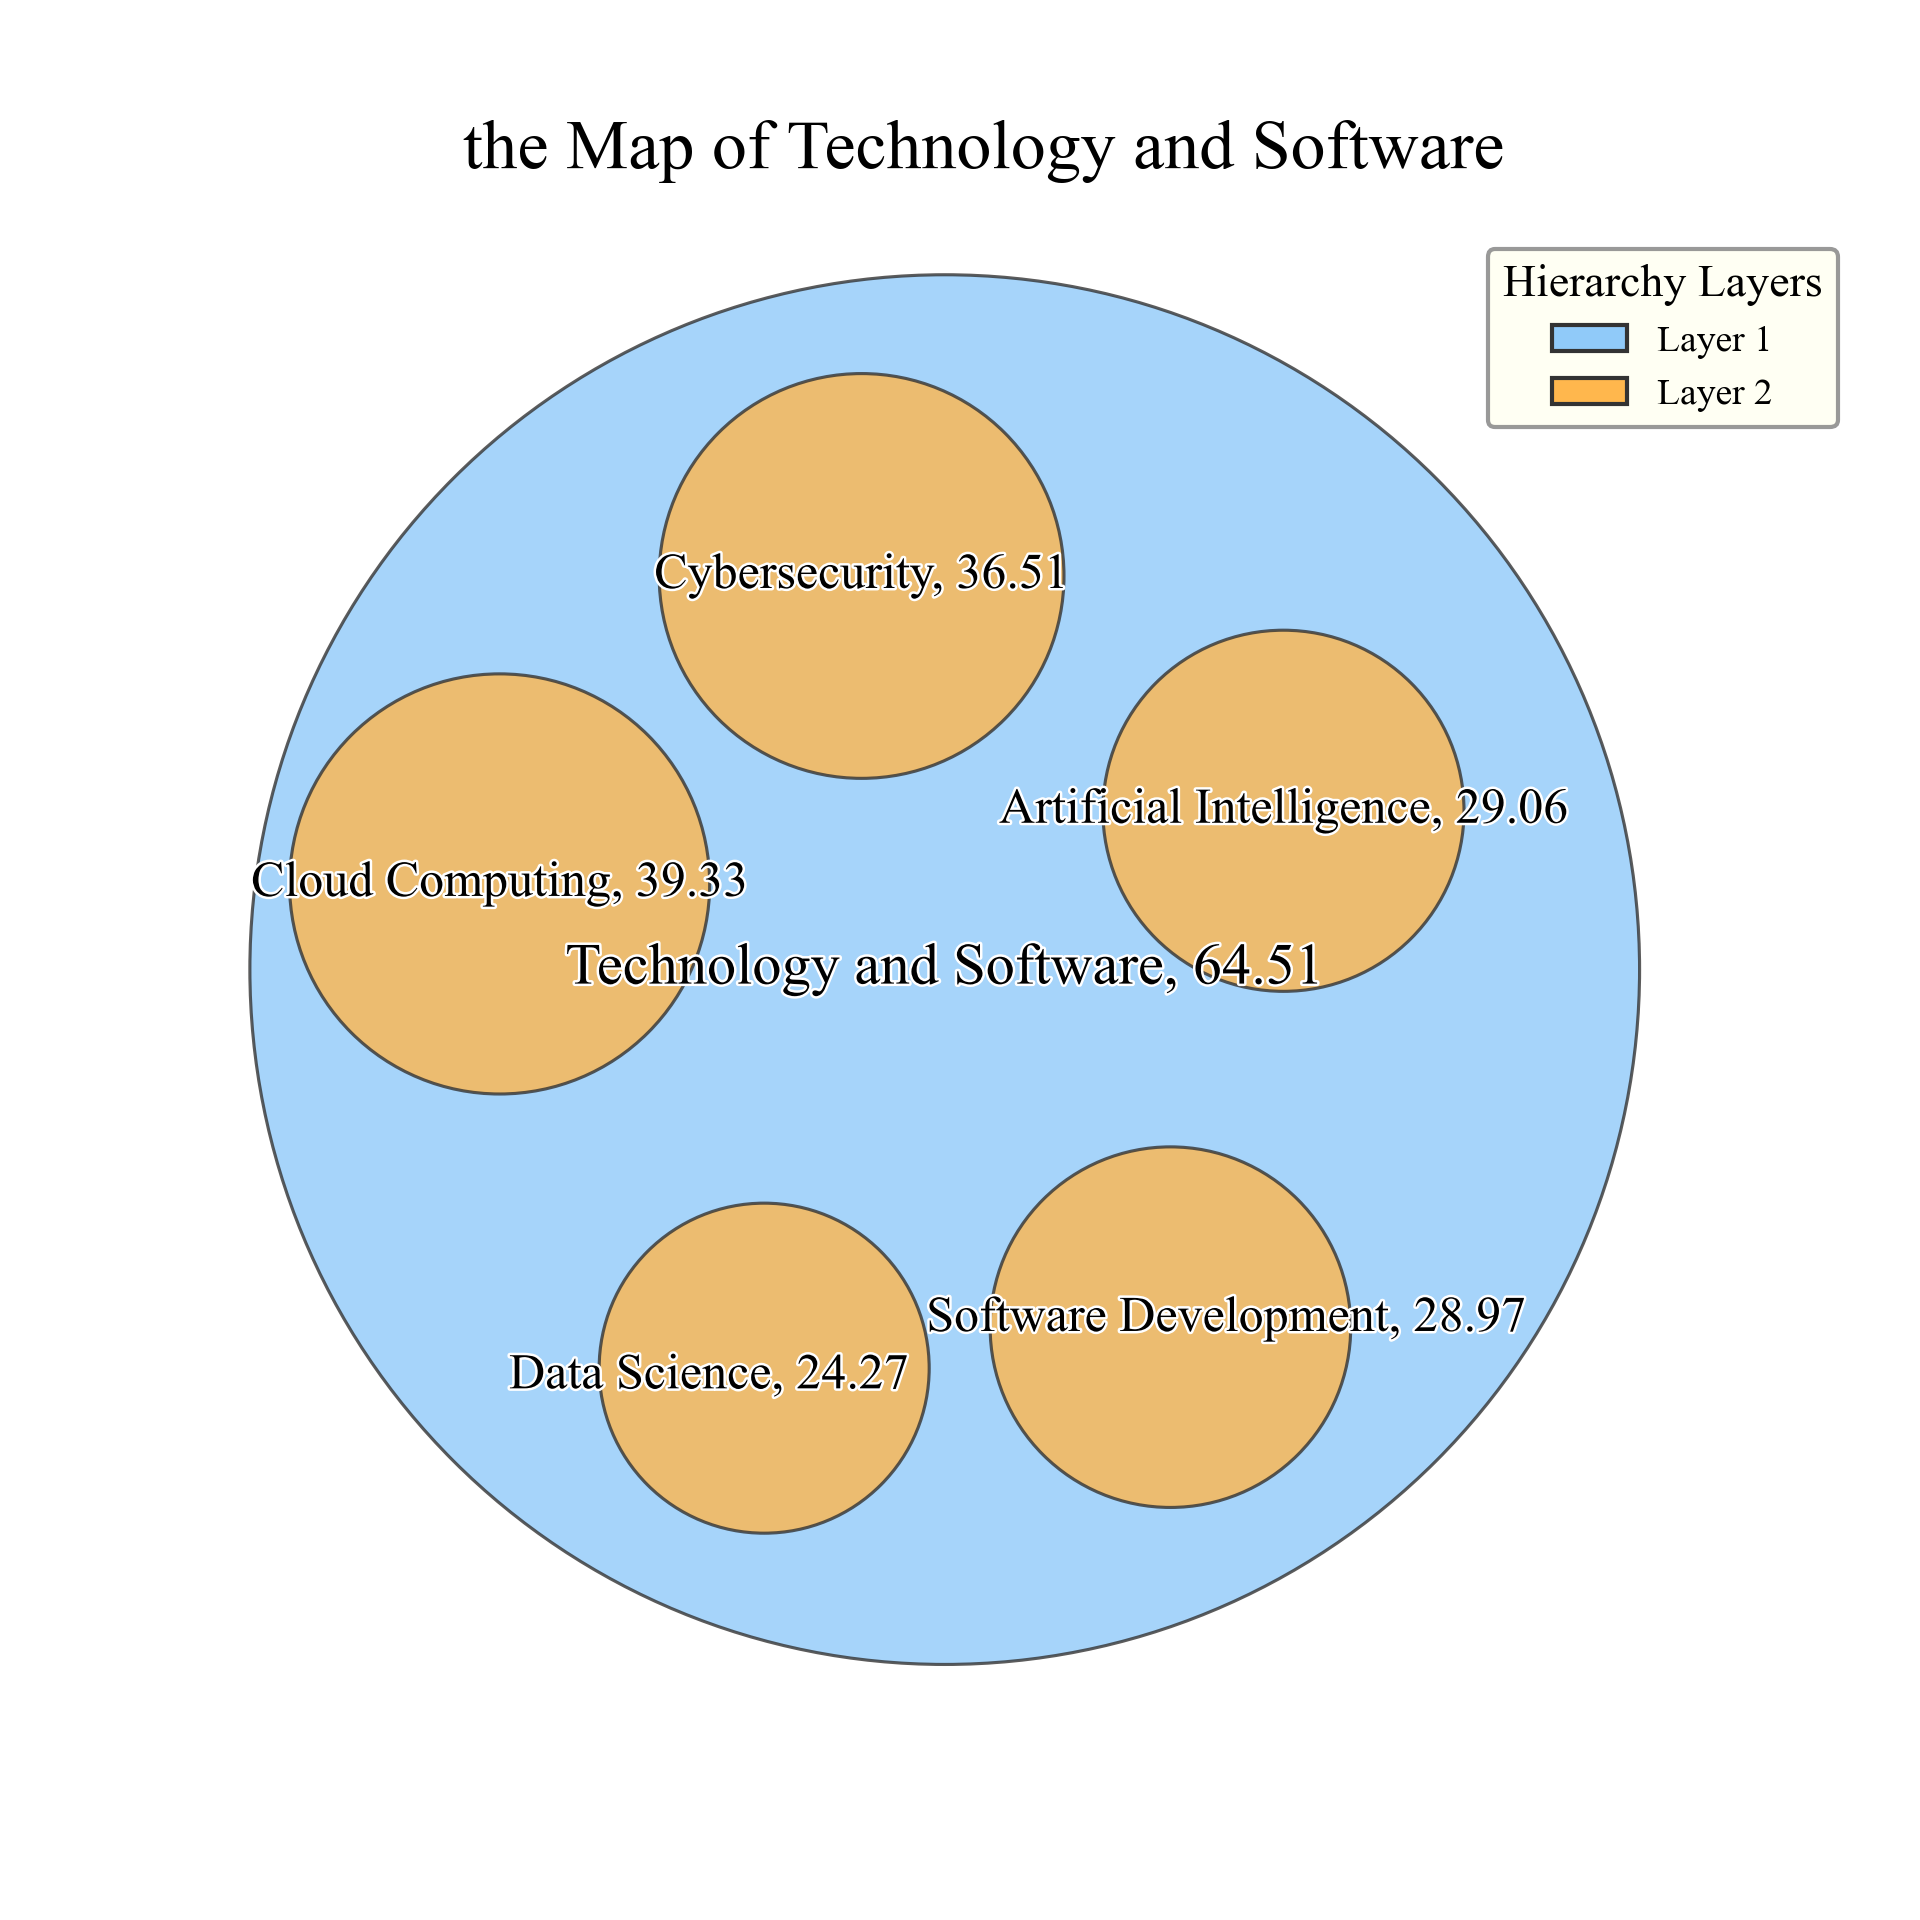 the Map of Technology and Software
Hierarchy Layers
Layer 1
Layer 2
Cybersecurity, 36.51
Artificial Intelligence, 29.06
Cloud Computing, 39.33
Technology and Software, 64.51
Software Development, 28.97
Data Science, 24.27